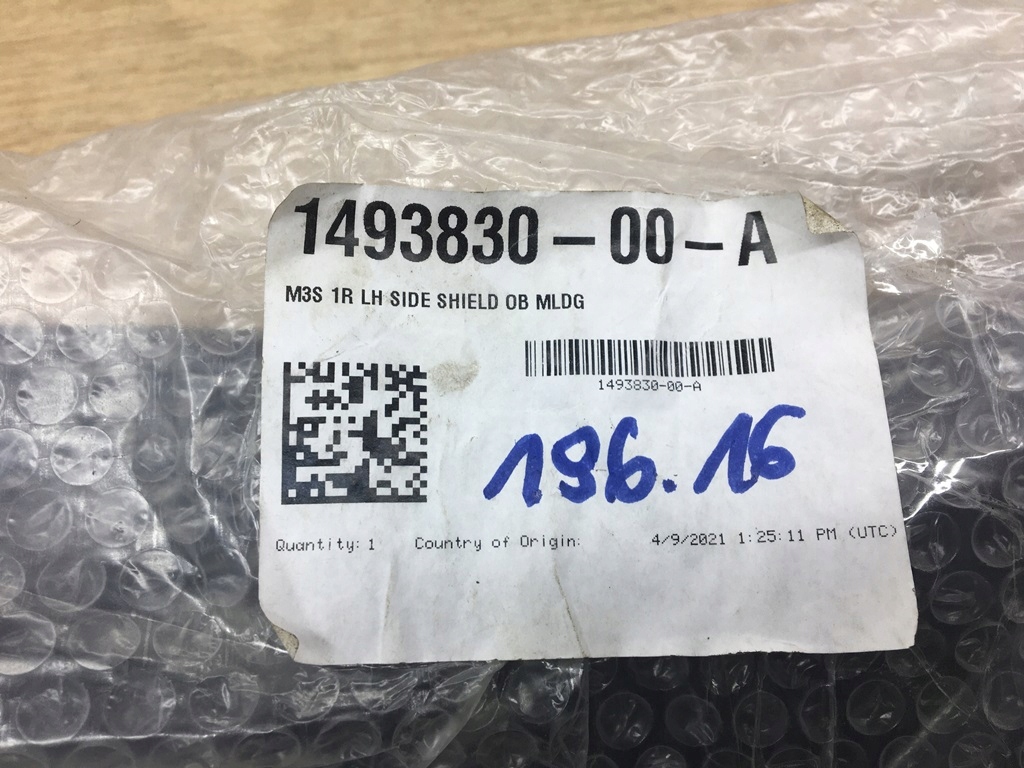 1493830-00-A
M3S 1R LH SIDE SHIELD OB MLDG
1493830-00-A
196.16
Quantity: 1 Country of Origin: 4/9/2021 1:25:11 PM (UTC)